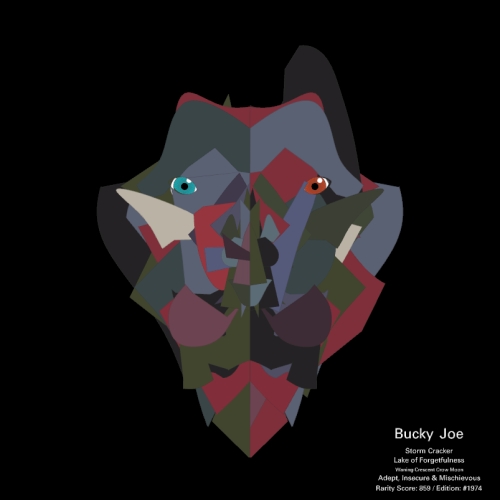 Bucky Joe
Storm Cracker
Lake of Forgetfulness
Waning Crescent Crow Moon
Adept, Insecure & Mischievous
Rarity Score: 859 / Edition: #1974